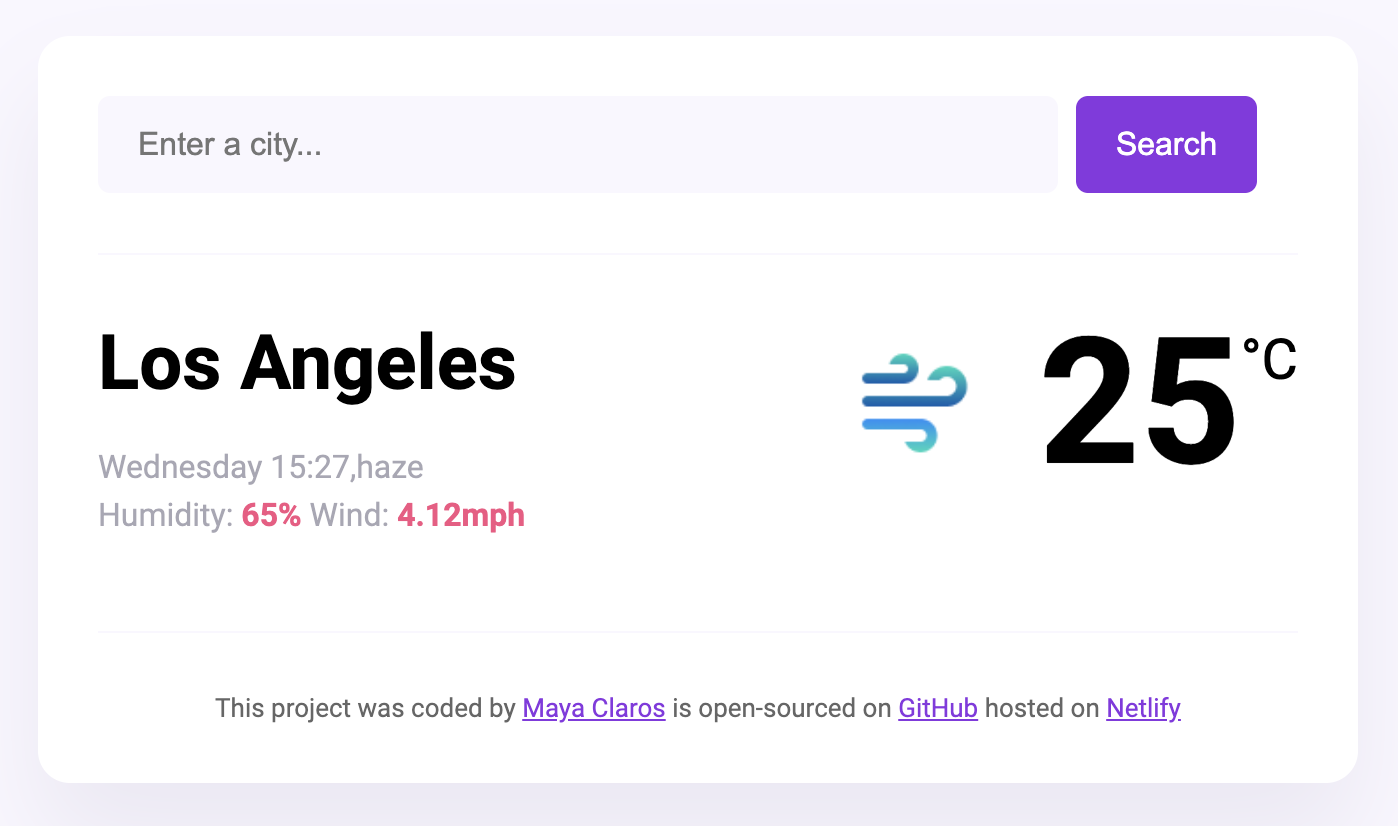 Enter a city...
Search
Los Angeles
25°C
Wednesday 15:27,haze
Humidity: 65% Wind: 4.12mph
This project was coded by Maya Claros is open-sourced on GitHub hosted on Netlify